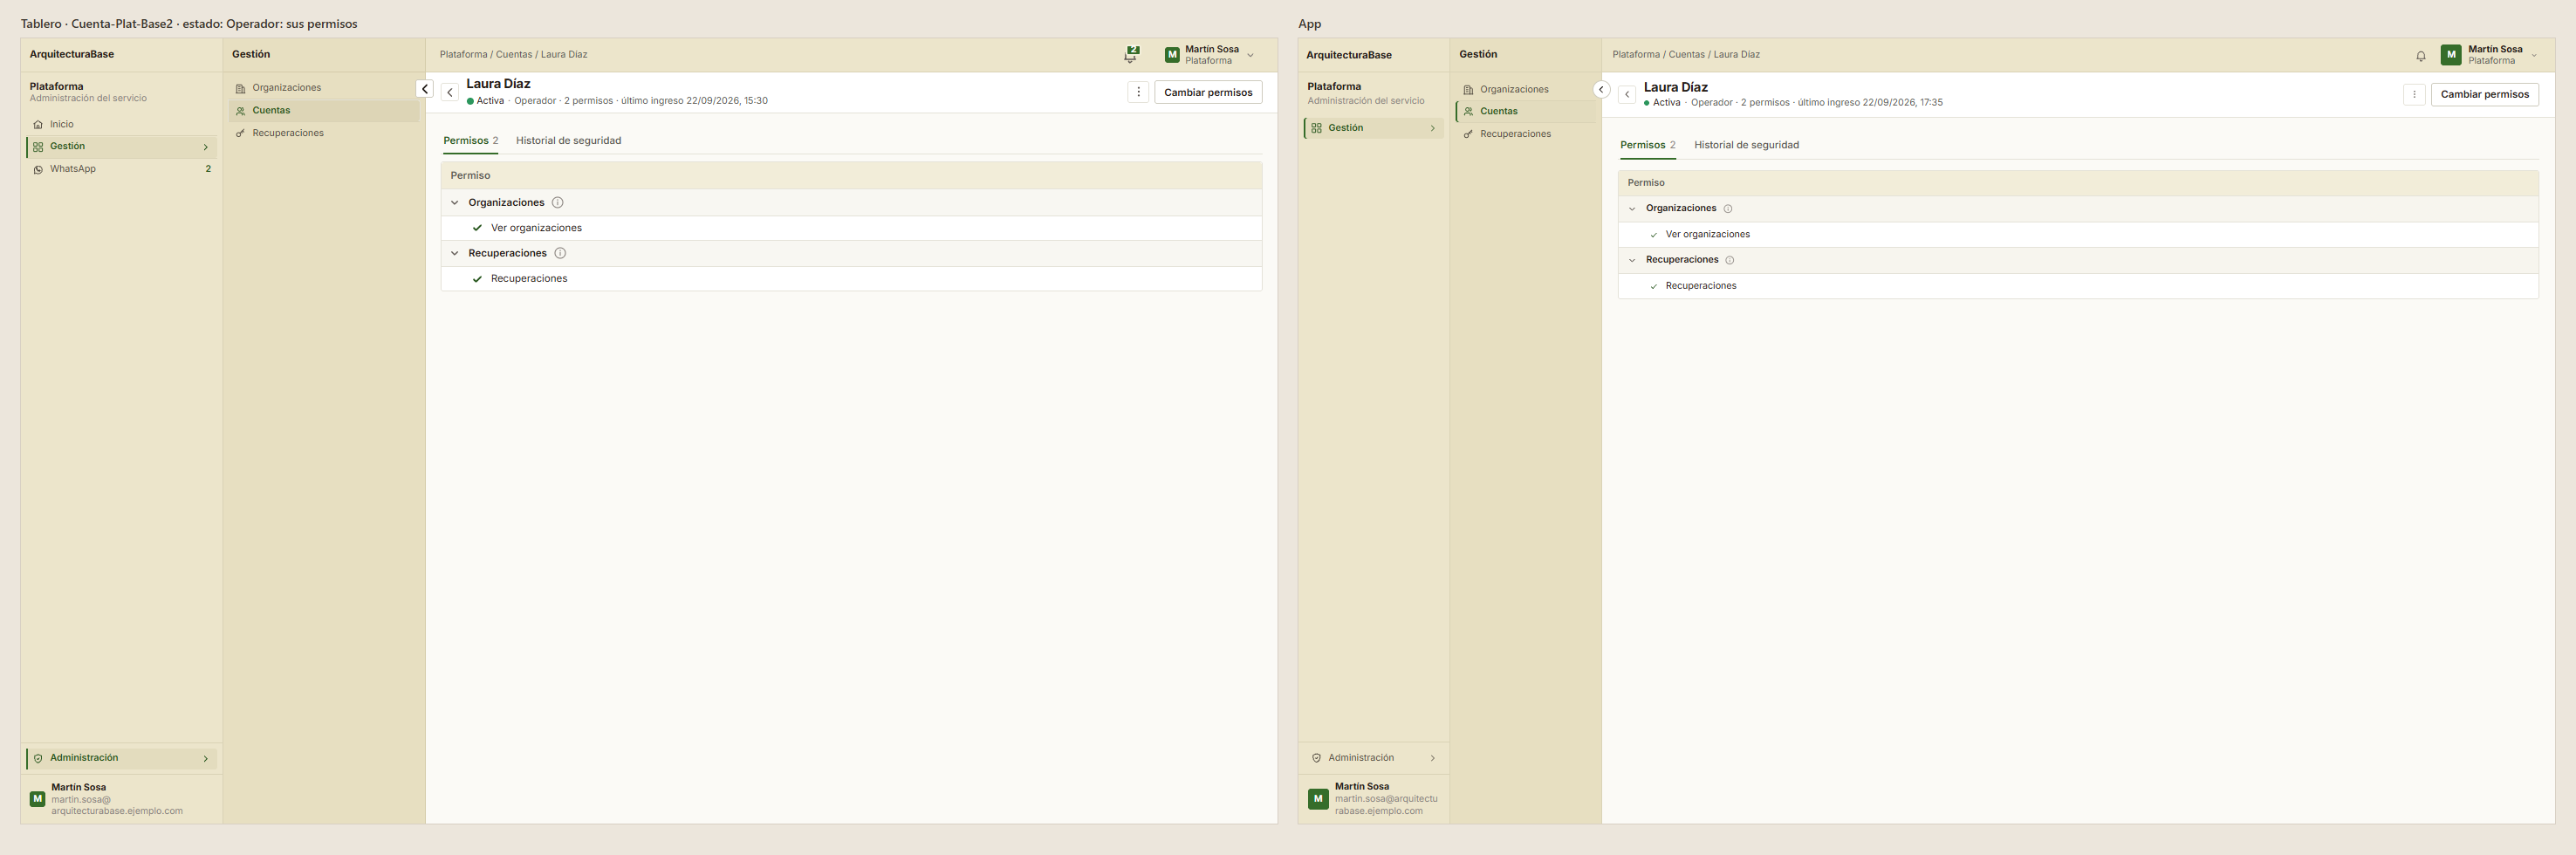 Tablero · Cuenta-Plat-Base2 · estado: Operador: sus permisos
ArquitecturaBase
Gestión
Plataforma / Cuentas / Laura Díaz
2
M
Martín Sosa
Plataforma
Plataforma
Administración del servicio
Inicio
Gestión
WhatsApp 2
Organizaciones
Cuentas
Recuperaciones
Laura Díaz
Activa · Operador · 2 permisos · último ingreso 22/09/2026, 15:30
Cambiar permisos
Permisos 2
Historial de seguridad
Permiso
Organizaciones
Ver organizaciones
Recuperaciones
Recuperaciones
Administración
M
Martín Sosa
martin.sosa@
arquitecturabase.ejemplo.com
App
ArquitecturaBase
Gestión
Plataforma / Cuentas / Laura Díaz
M
Martín Sosa
Plataforma
Plataforma
Administración del servicio
Gestión
Organizaciones
Cuentas
Recuperaciones
Laura Díaz
Activa · Operador · 2 permisos · último ingreso 22/09/2026, 17:35
Cambiar permisos
Permisos 2
Historial de seguridad
Permiso
Organizaciones
Ver organizaciones
Recuperaciones
Recuperaciones
Administración
M
Martín Sosa
martin.sosa@arquitectu
rabase.ejemplo.com